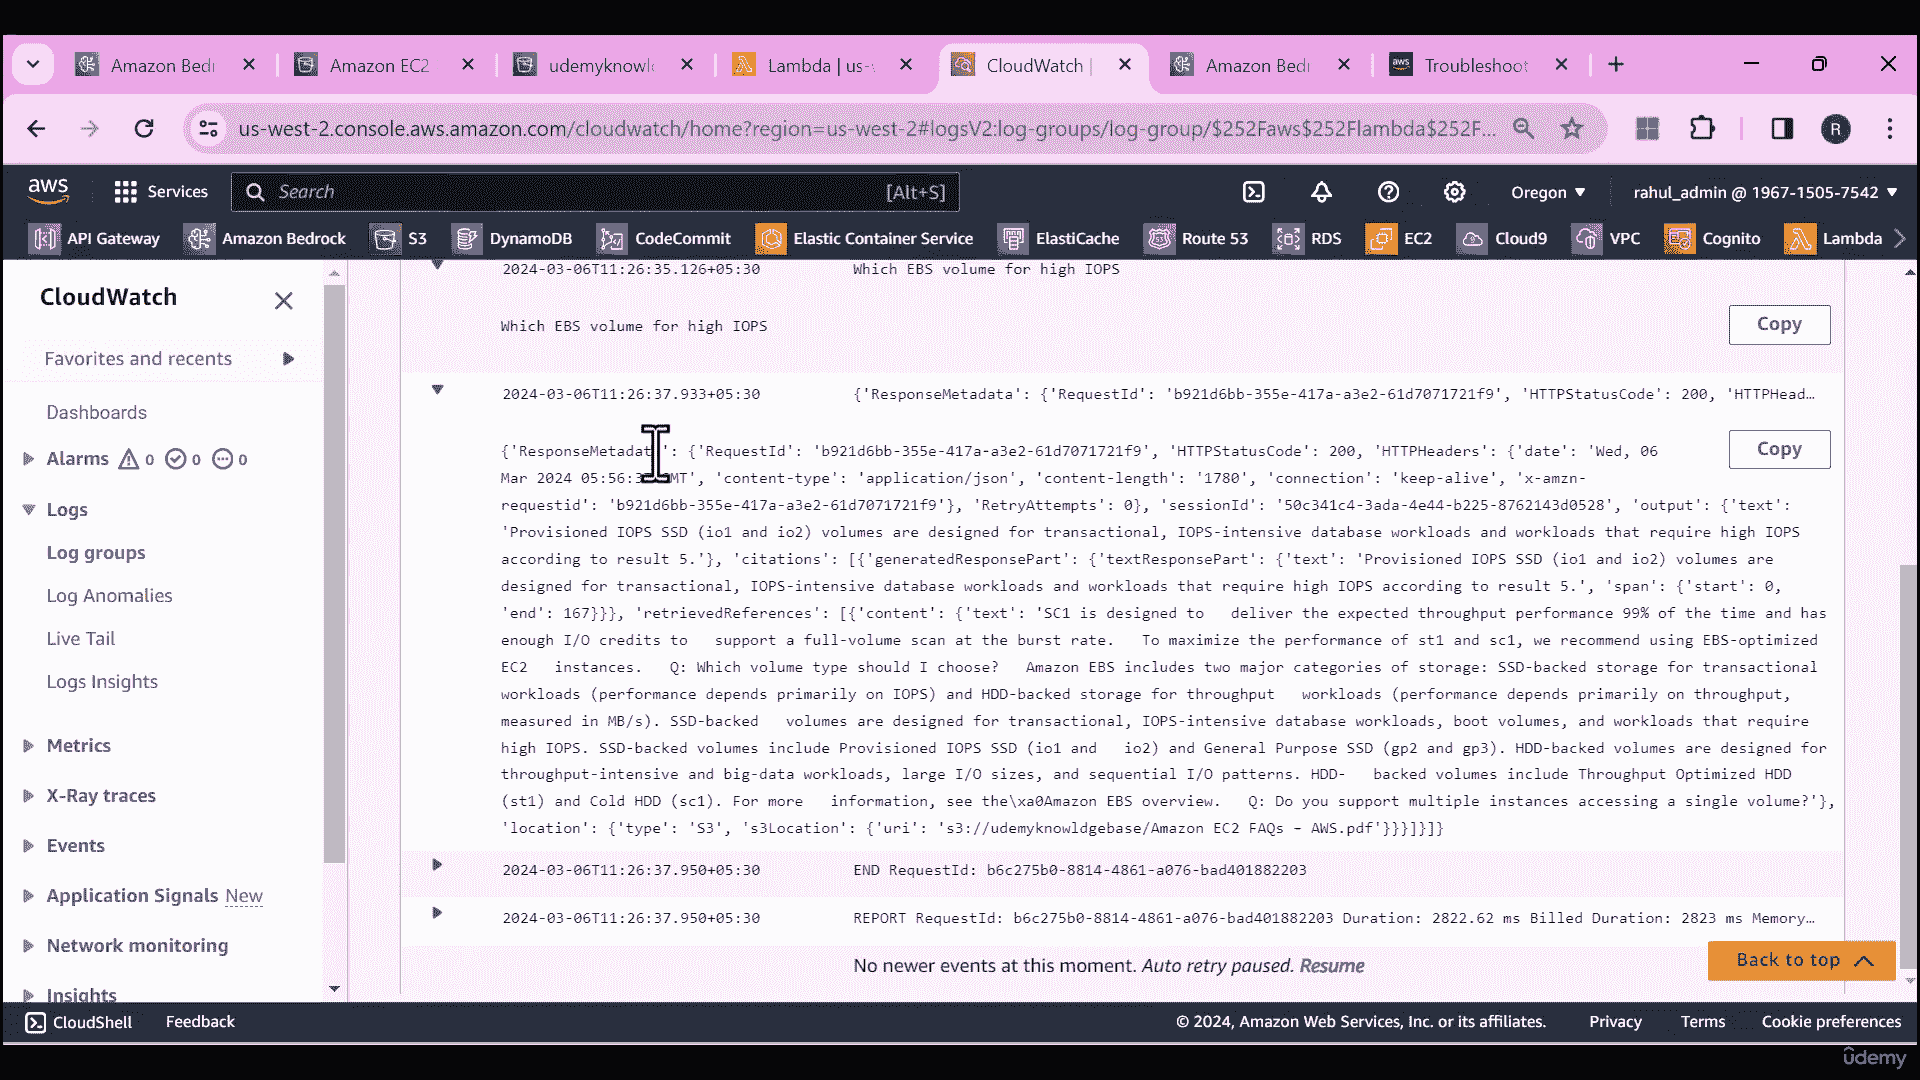 Amazon Bedr
Amazon EC2
udemyknowl
Lambda | us-
CloudWatch |
Amazon Bedr
aws
Troubleshoot
us-west-2.console.aws.amazon.com/cloudwatch/home?region=us-west-2#logsV2:log-groups/log-group/$252Faws$252Flambda$252F...
R
aws
Services
Search
[Alt+S]
Oregon
rahul_admin @ 1967-1505-7542
API Gateway
Amazon Bedrock
S3
DynamoDB
CodeCommit
Elastic Container Service
ElastiCache
Route 53
RDS
EC2
Cloud9
VPC
Cognito
Lambda
CloudWatch
Favorites and recents
Dashboards
Alarms 0 0 0
Logs
Log groups
Log Anomalies
Live Tail
Logs Insights
Metrics
X-Ray traces
Events
Application Signals New
Network monitoring
Insights
2024-03-06T11:26:35.126+05:30 Which EBS volume for high IOPS
Which EBS volume for high IOPS
Copy
2024-03-06T11:26:37.933+05:30 {'ResponseMetadata': {'RequestId': 'b921d6bb-355e-417a-a3e2-61d7071721f9', 'HTTPStatusCode': 200, 'HTTPHead...
Copy
{'ResponseMetadata': {'RequestId': 'b921d6bb-355e-417a-a3e2-61d7071721f9', 'HTTPStatusCode': 200, 'HTTPHeaders': {'date': 'Wed, 06
Mar 2024 05:56: MT', 'content-type': 'application/json', 'content-length': '1780', 'connection': 'keep-alive', 'x-amzn-
requestid': 'b921d6bb-355e-417a-a3e2-61d7071721f9'}, 'RetryAttempts': 0}, 'sessionId': '50c341c4-3ada-4e44-b225-8762143d0528', 'output': {'text':
'Provisioned IOPS SSD (io1 and io2) volumes are designed for transactional, IOPS-intensive database workloads and workloads that require high IOPS
according to result 5.'}, 'citations': [{'generatedResponsePart': {'textResponsePart': {'text': 'Provisioned IOPS SSD (io1 and io2) volumes are
designed for transactional, IOPS-intensive database workloads and workloads that require high IOPS according to result 5.', 'span': {'start': 0,
'end': 167}}}, 'retrievedReferences': [{'content': {'text': 'SC1 is designed to deliver the expected throughput performance 99% of the time and has
enough I/O credits to support a full-volume scan at the burst rate. To maximize the performance of st1 and sc1, we recommend using EBS-optimized
EC2 instances. Q: Which volume type should I choose? Amazon EBS includes two major categories of storage: SSD-backed storage for transactional
workloads (performance depends primarily on IOPS) and HDD-backed storage for throughput workloads (performance depends primarily on throughput,
measured in MB/s). SSD-backed volumes are designed for transactional, IOPS-intensive database workloads, boot volumes, and workloads that require
high IOPS. SSD-backed volumes include Provisioned IOPS SSD (io1 and io2) and General Purpose SSD (gp2 and gp3). HDD-backed volumes are designed for
throughput-intensive and big-data workloads, large I/O sizes, and sequential I/O patterns. HDD- backed volumes include Throughput Optimized HDD
(st1) and Cold HDD (sc1). For more information, see the\xa0Amazon EBS overview. Q: Do you support multiple instances accessing a single volume?'},
'location': {'type': 'S3', 's3Location': {'uri': 's3://udemyknowldgebase/Amazon EC2 FAQs - AWS.pdf'}}}]}]}
2024-03-06T11:26:37.950+05:30 END RequestId: b6c275b0-8814-4861-a076-bad401882203
2024-03-06T11:26:37.950+05:30 REPORT RequestId: b6c275b0-8814-4861-a076-bad401882203 Duration: 2822.62 ms Billed Duration: 2823 ms Memory...
No newer events at this moment. Auto retry paused. Resume
Back to top
CloudShell
Feedback
© 2024, Amazon Web Services, Inc. or its affiliates.
Privacy
Terms
Cookie preferences
udemy